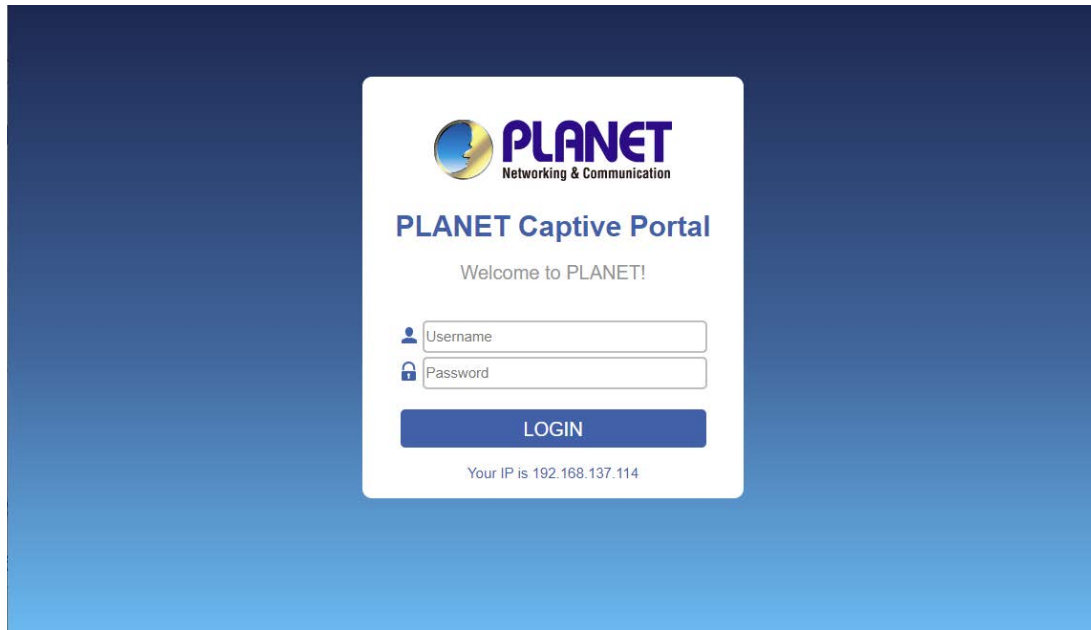 PLANET
Networking & Communication
PLANET Captive Portal
Welcome to PLANET!
Username
Password
LOGIN
Your IP is 192.168.137.114